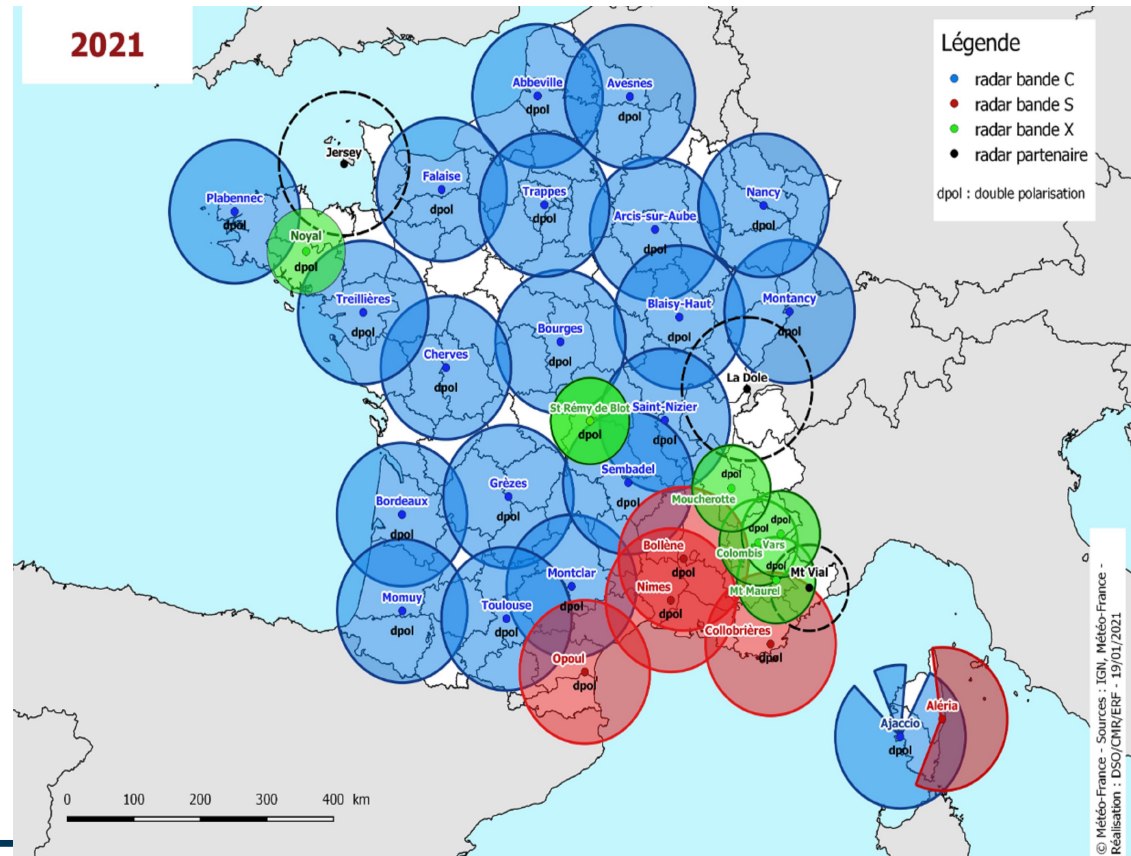 2021
Légende
radar bande C
radar bande S
radar bande X
radar partenaire
dpol : double polarisation
Abbeville
dpol
Avesnes
dpol
Jersey
Plabennec
dpol
Noyal
dpol
Falaise
dpol
Trappes
dpol
Arcis-sur-Aube
dpol
Nancy
dpol
Treillières
dpol
Cherves
dpol
Bourges
dpol
Blaisy-Haut
dpol
Montancy
dpol
La Dole
St Rémy de Blot
dpol
Saint-Nizier
dpol
Sembadel
dpol
Grèzes
dpol
Bordeaux
dpol
dpol
Moucherotte
dpol
dpol
Colombis
Vars
dpol
Mt Maurel
Mt Vial
Bollène
dpol
Nîmes
dpol
Montclar
dpol
Momuy
dpol
Toulouse
dpol
Collobrières
dpol
Opoul
dpol
Ajaccio
dpol
Aléria
0 100 200 300 400 km
© Météo-France - Sources : IGN, Météo-France -
Réalisation : DSO/CMR/ERF - 19/01/2021